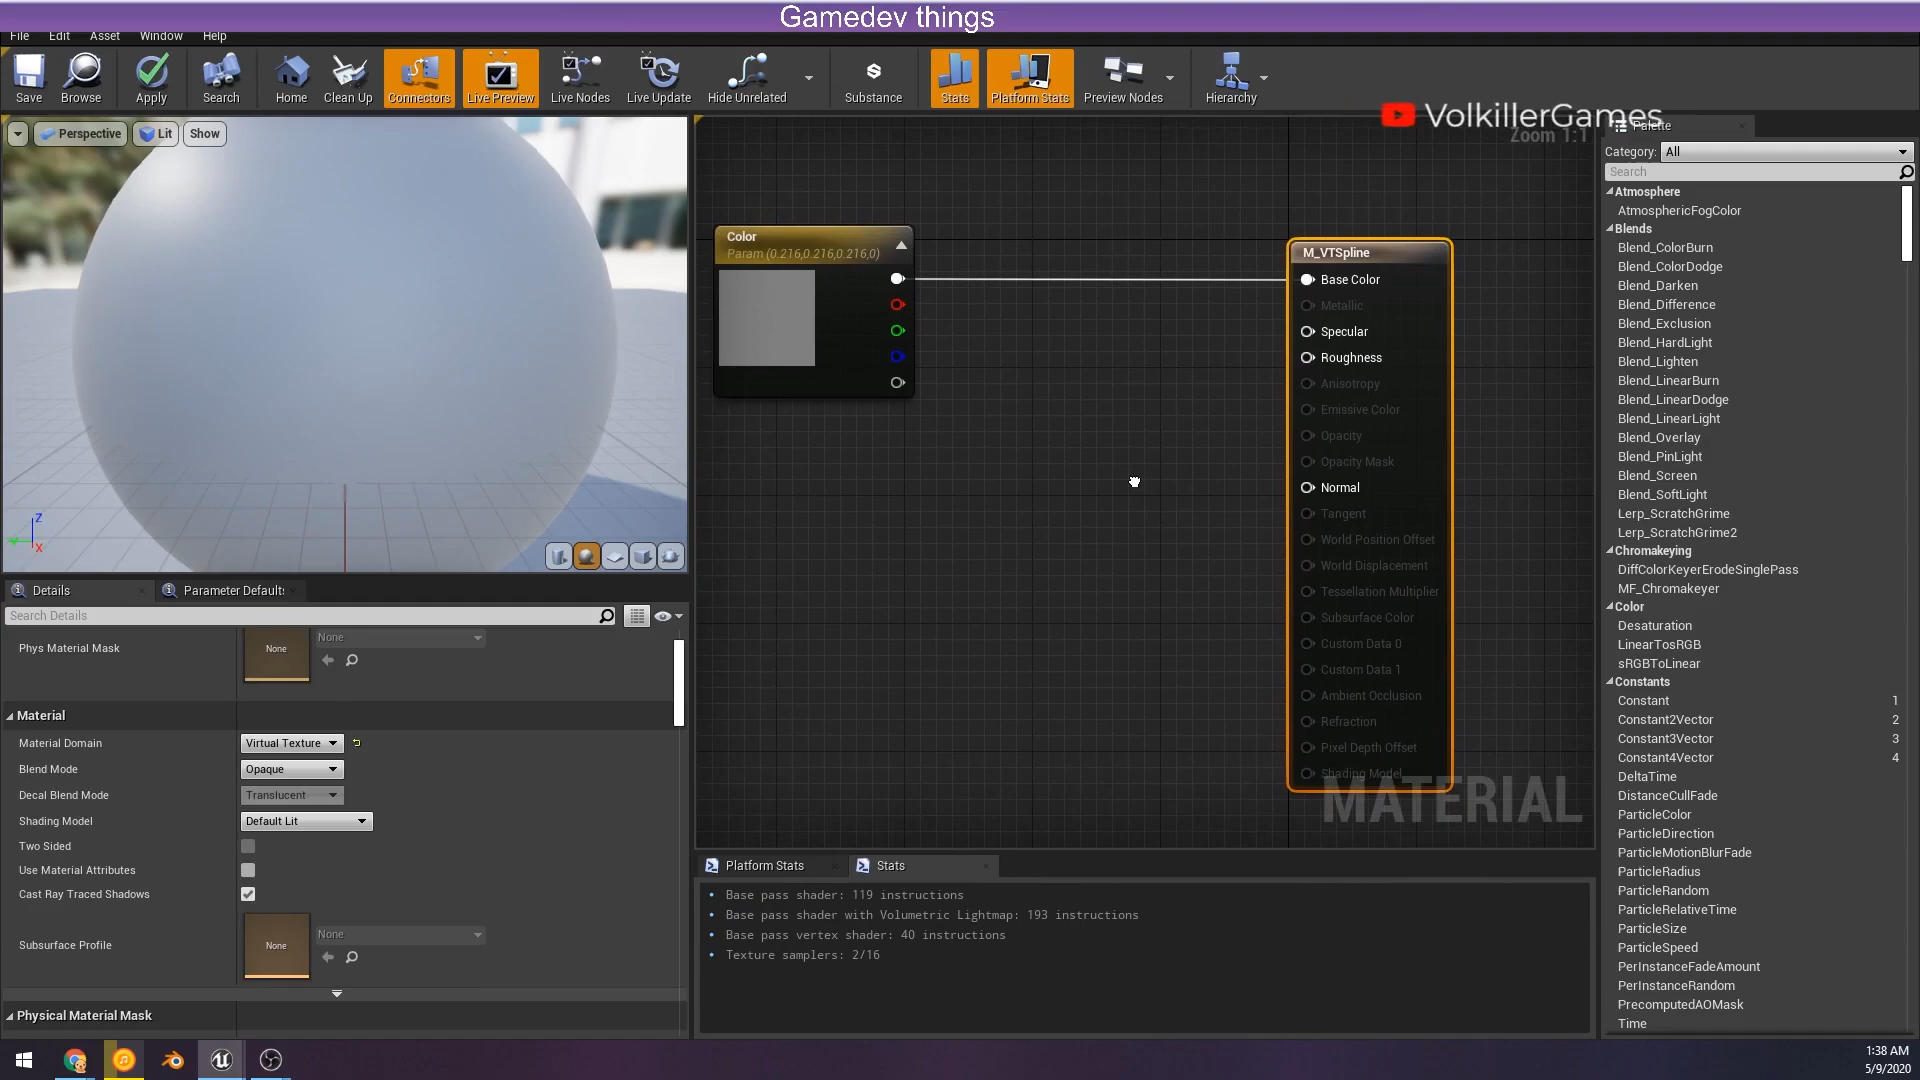 Gamedev things
File Edit Asset Window Help
Save Browse Apply Search Home Clean Up Connectors Live Preview Live Nodes Live Update Hide Unrelated Substance Stats Platform Stats Preview Nodes Hierarchy
VolkillerGames
Perspective Lit Show
Zoom 1:1
Palette
Category: All
Search
Atmosphere
AtmosphericFogColor
Blends
Blend_ColorBurn
Blend_ColorDodge
Blend_Darken
Blend_Difference
Blend_Exclusion
Blend_HardLight
Blend_Lighten
Blend_LinearBurn
Blend_LinearDodge
Blend_LinearLight
Blend_Overlay
Blend_PinLight
Blend_Screen
Blend_SoftLight
Lerp_ScratchGrime
Lerp_ScratchGrime2
Chromakeying
DiffColorKeyerErodeSinglePass
MF_Chromakeyer
Color
Desaturation
LinearTosRGB
sRGBToLinear
Constants
Constant 1
Constant2Vector 2
Constant3Vector 3
Constant4Vector 4
DeltaTime
DistanceCullFade
ParticleColor
ParticleDirection
ParticleMotionBlurFade
ParticleRadius
ParticleRandom
ParticleRelativeTime
ParticleSize
ParticleSpeed
PerInstanceFadeAmount
PerInstanceRandom
PrecomputedAOMask
Time
Color
Param (0.216,0.216,0.216,0)
M_VTSpline
Base Color
Metallic
Specular
Roughness
Anisotropy
Emissive Color
Opacity
Opacity Mask
Normal
Tangent
World Position Offset
World Displacement
Tessellation Multiplier
Subsurface Color
Custom Data 0
Custom Data 1
Ambient Occlusion
Refraction
Pixel Depth Offset
Shading Model
MATERIAL
Z
X
Details Parameter Defaults
Search Details
Phys Material Mask None None
Material
Material Domain Virtual Texture
Blend Mode Opaque
Decal Blend Mode Translucent
Shading Model Default Lit
Two Sided
Use Material Attributes
Cast Ray Traced Shadows
Subsurface Profile None None
Physical Material Mask
Platform Stats Stats
Base pass shader: 119 instructions
Base pass shader with Volumetric Lightmap: 193 instructions
Base pass vertex shader: 40 instructions
Texture samplers: 2/16
1:38 AM
5/9/2020